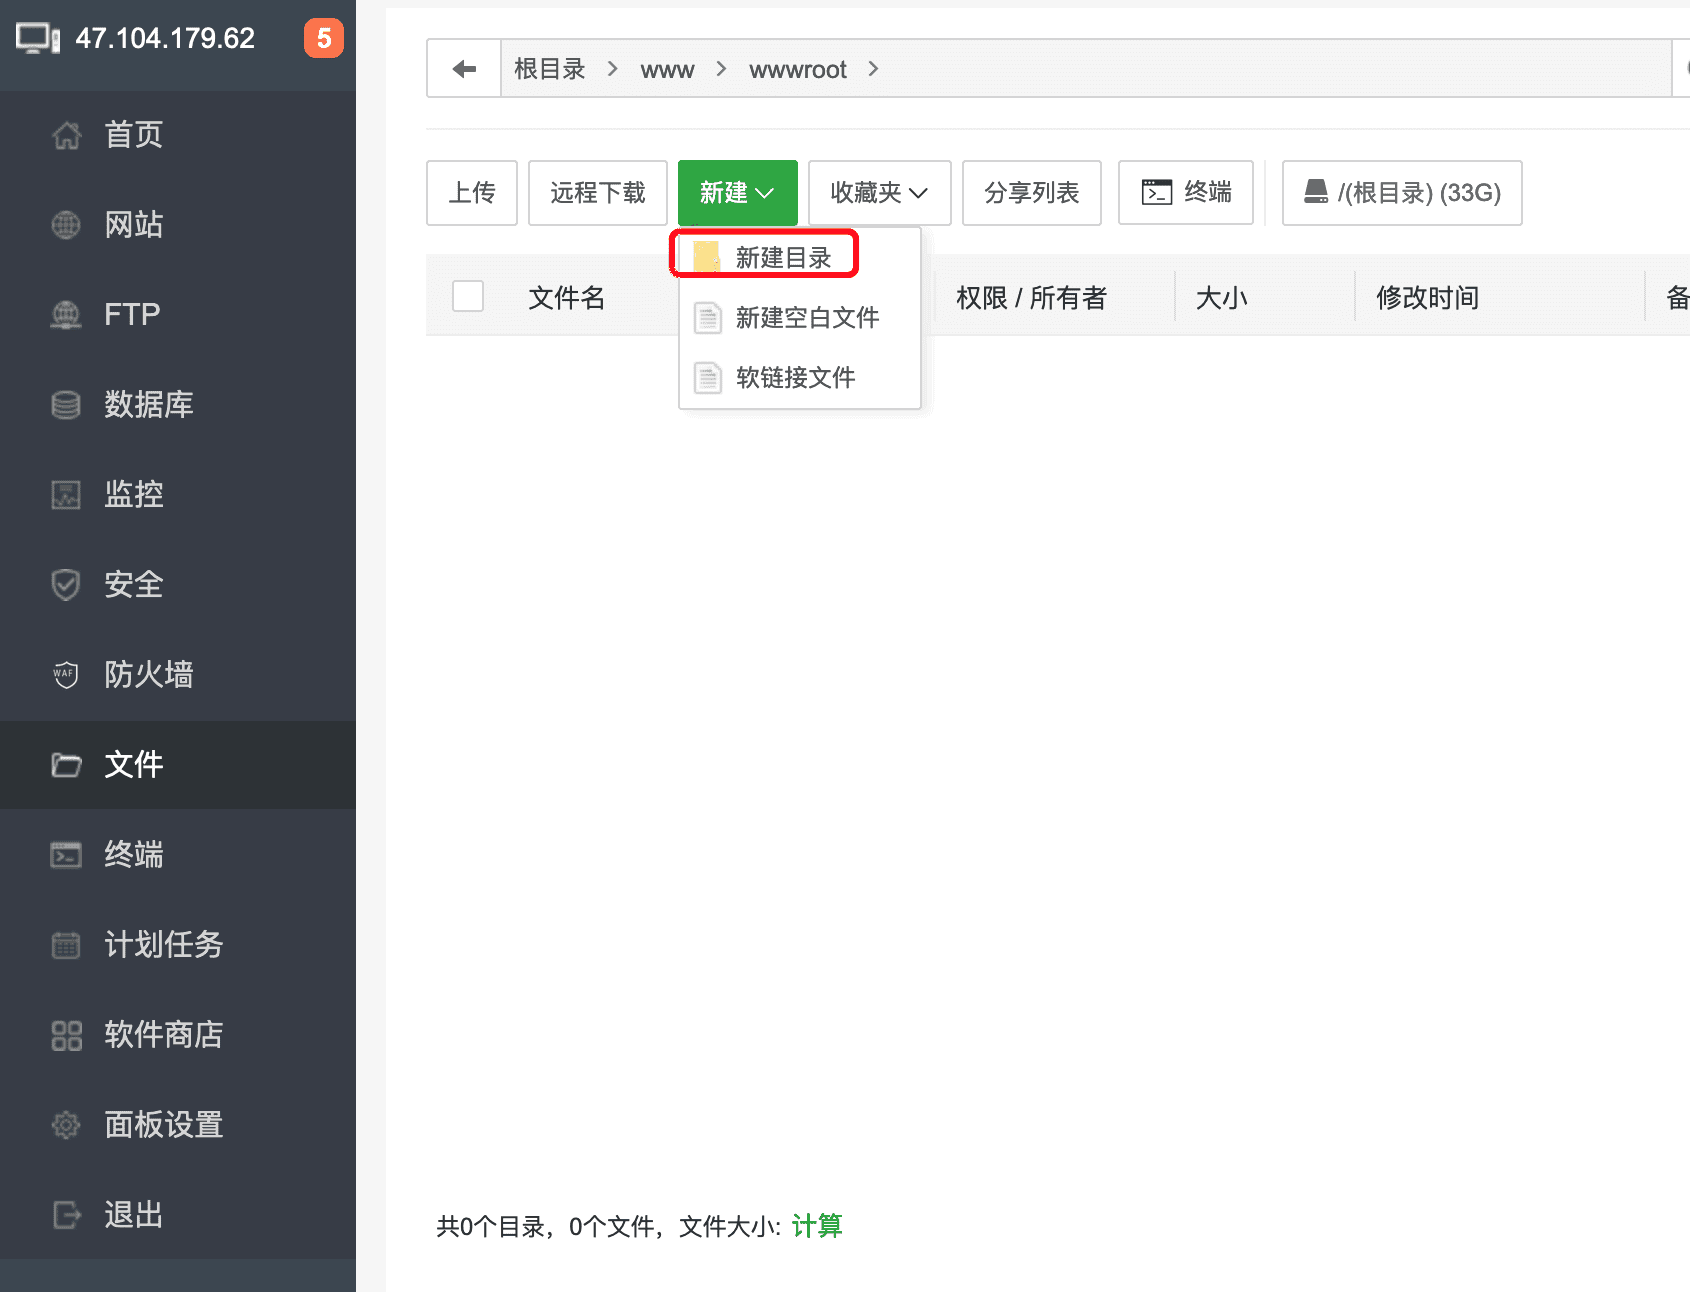 47.104.179.62
5
首页
网站
FTP
数据库
监控
安全
WAF
防火墙
文件
终端
计划任务
软件商店
面板设置
退出
根目录 > www > wwwroot >
上传 远程下载 新建 收藏夹 分享列表 终端 /(根目录) (33G)
新建目录
新建空白文件
软链接文件
文件名 权限 / 所有者 大小 修改时间 备
共0个目录，0个文件，文件大小: 计算